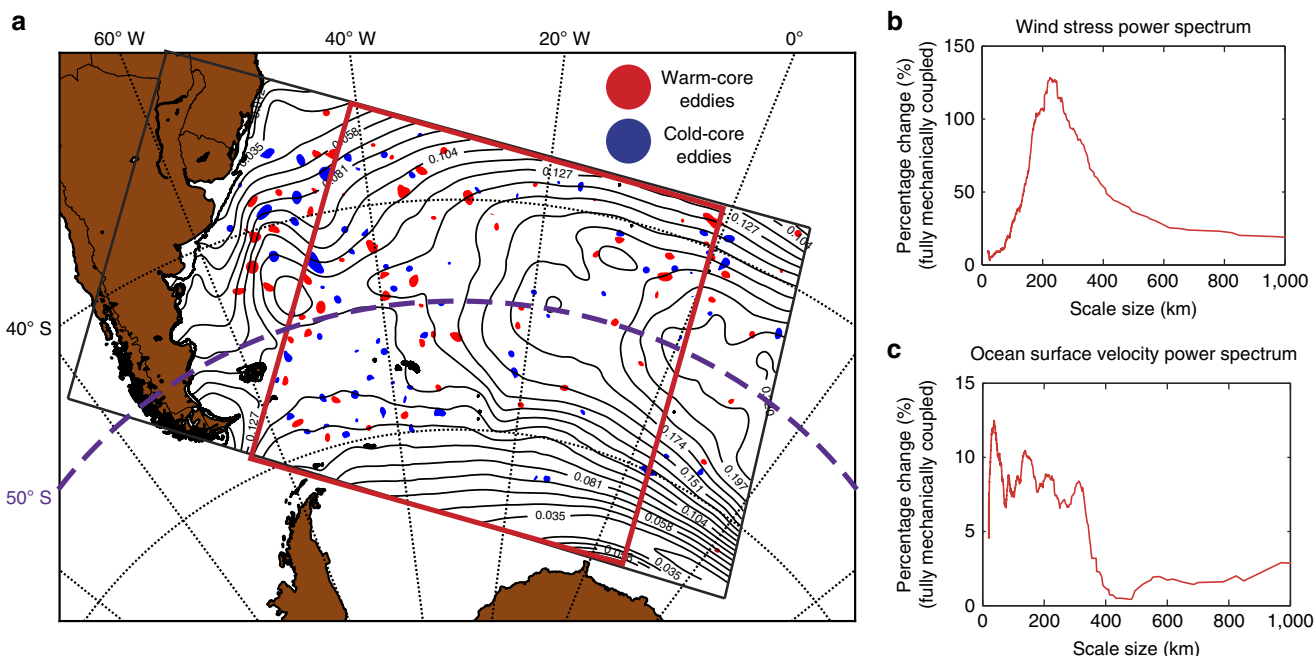 a
60° W
40° W
20° W
0°
Warm-core
eddies
Cold-core
eddies
0.035
0.058
0.081
0.104
0.127
0.127
0.104
40° S
50° S
0.127
0.174
0.197
0.151
0.081
0.104
0.058
0.035
0.035
b
Wind stress power spectrum
Percentage change (%)
(fully mechanically coupled)
150
100
50
0
0
200
400
600
800
1,000
Scale size (km)
c
Ocean surface velocity power spectrum
Percentage change (%)
(fully mechanically coupled)
15
10
5
0
0
200
400
600
800
1,000
Scale size (km)